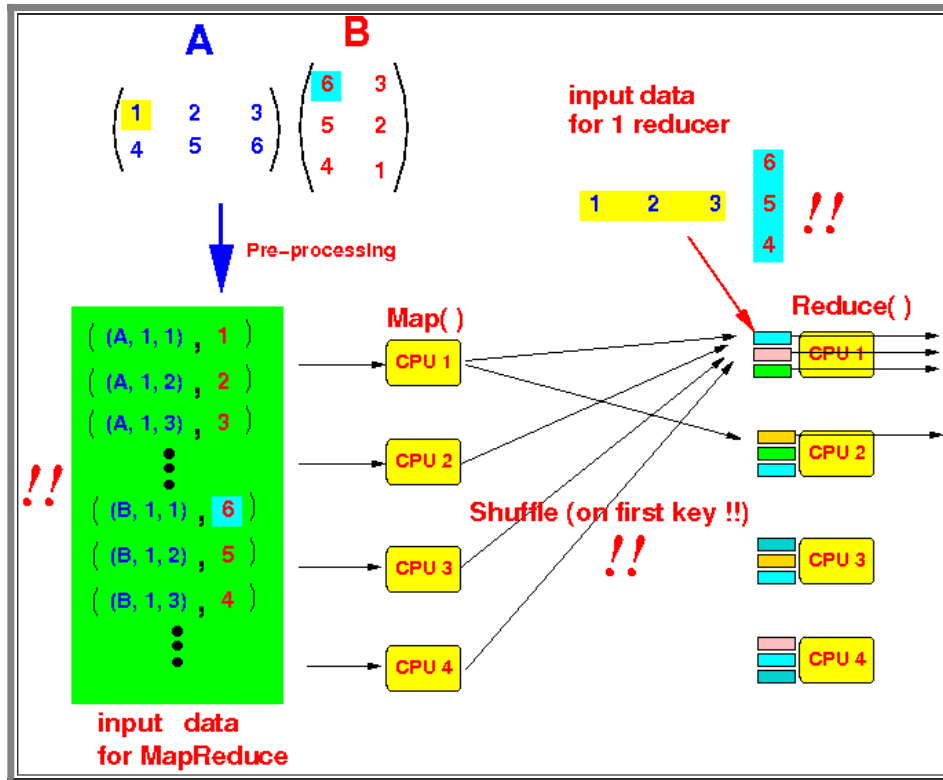 A
B
1 2 3
4 5 6
6 3
5 2
4 1
input data
for 1 reducer
1 2 3
6
5
4
!!
Pre-processing
( (A, 1, 1) , 1 )
( (A, 1, 2) , 2 )
( (A, 1, 3) , 3 )
( (B, 1, 1) , 6 )
( (B, 1, 2) , 5 )
( (B, 1, 3) , 4 )
!!
input data
for MapReduce
Map( )
CPU 1
CPU 2
CPU 3
CPU 4
Shuffle (on first key !!)
!!
Reduce( )
CPU 1
CPU 2
CPU 3
CPU 4